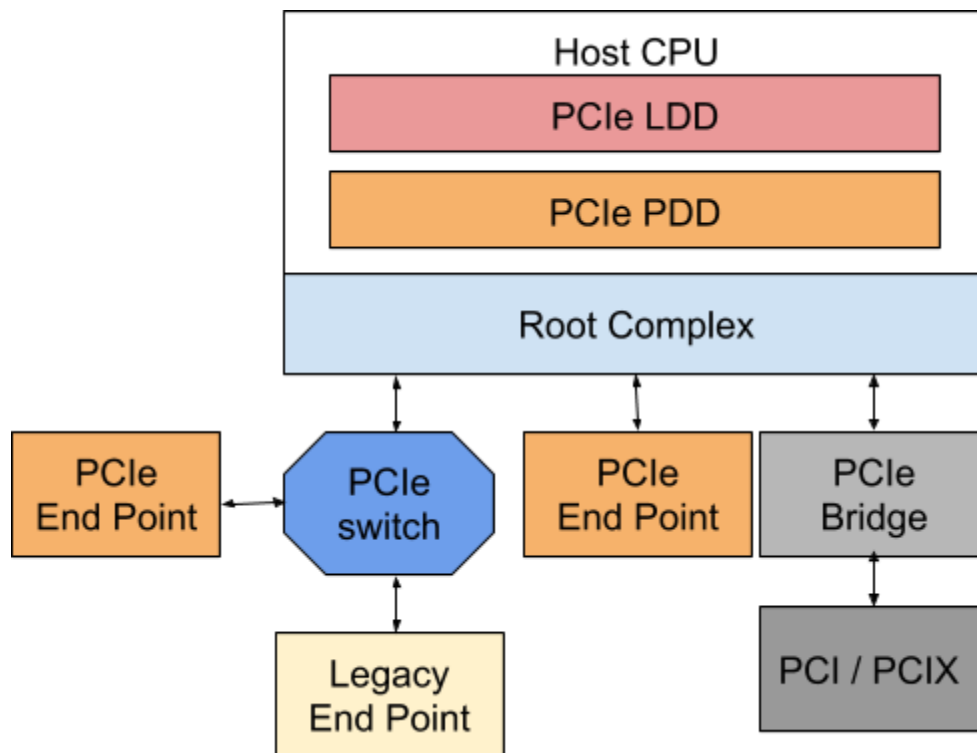 Host CPU
PCIe LDD
PCIe PDD
Root Complex
PCIe
End Point
PCIe
switch
PCIe
End Point
PCIe
Bridge
Legacy
End Point
PCI / PCIX